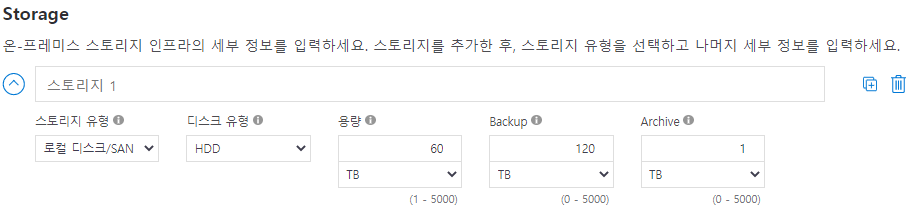 Storage
온-프레미스 스토리지 인프라의 세부 정보를 입력하세요. 스토리지를 추가한 후, 스토리지 유형을 선택하고 나머지 세부 정보를 입력하세요.
스토리지 1
스토리지 유형 디스크 유형 용량 Backup Archive
로컬 디스크/SAN HDD 60 120 1
TB TB TB
(1 - 5000) (0 - 5000) (0 - 5000)